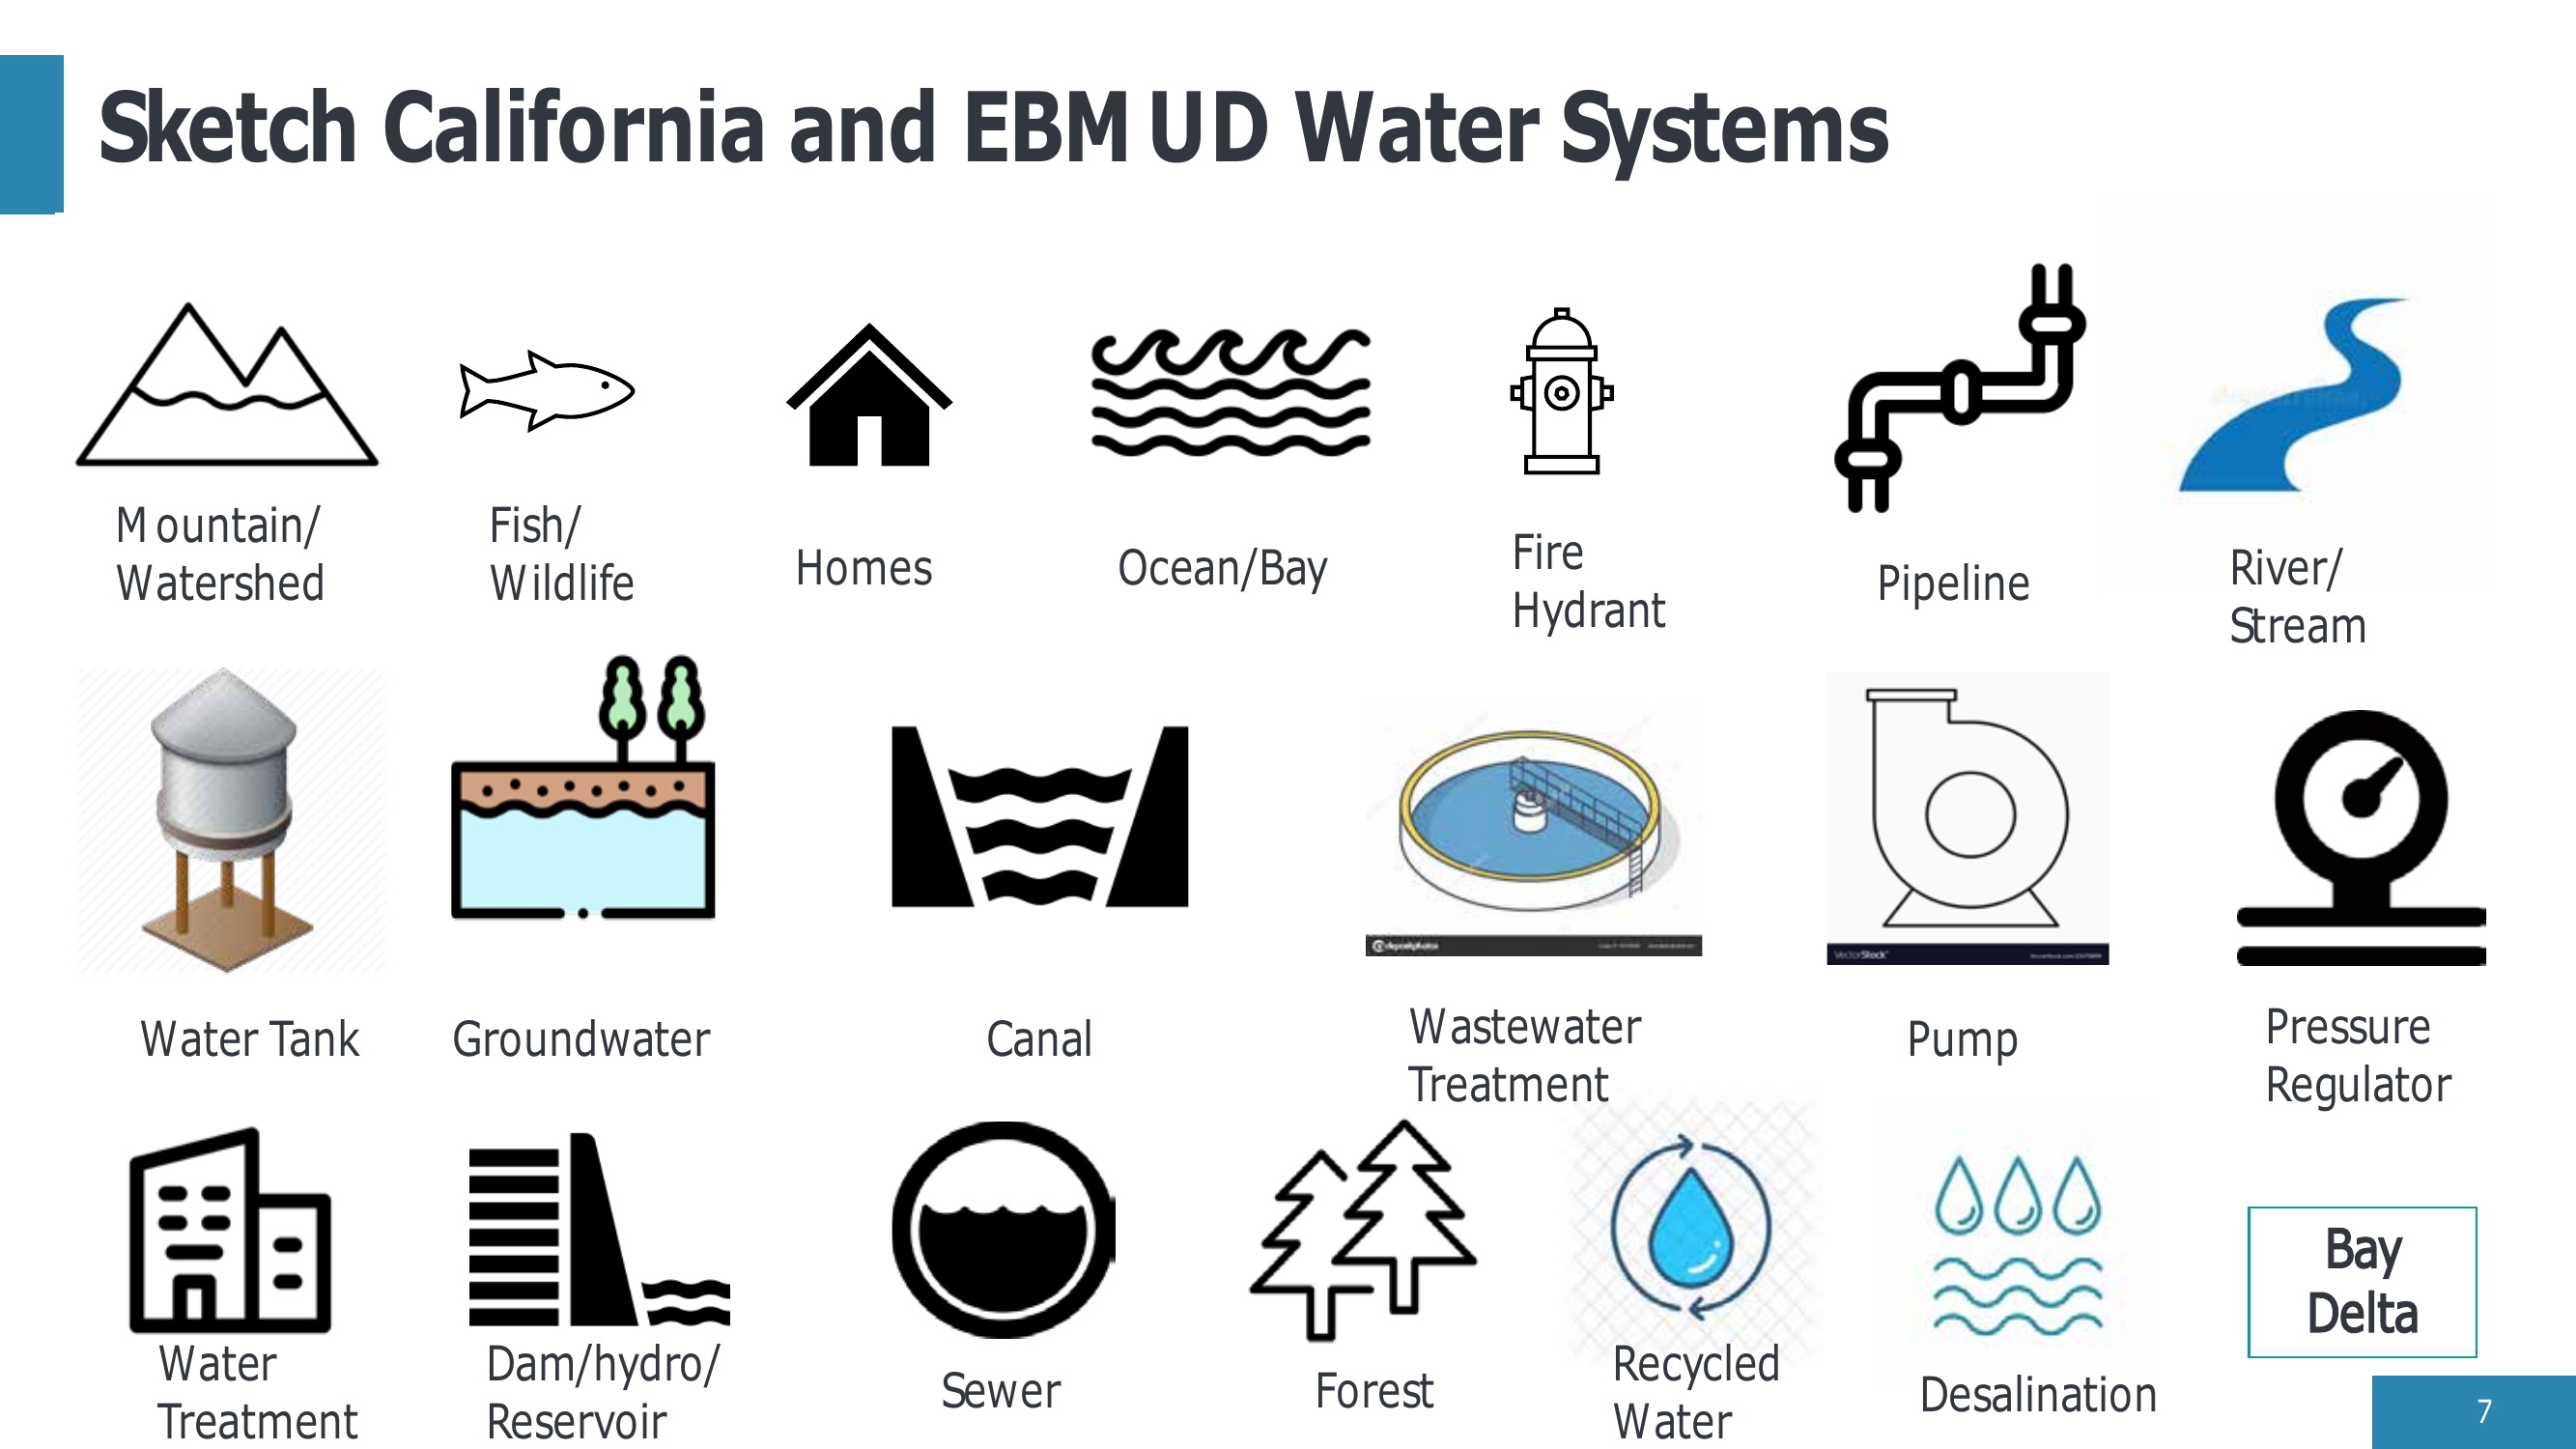 Sketch California and EBMUD Water Systems
Mountain/
Watershed
Fish/
Wildlife
Homes
Ocean/Bay
Fire
Hydrant
Pipeline
River/
Stream
depositphotos
VectorStock
Water Tank
Groundwater
Canal
Wastewater
Treatment
Pump
Pressure
Regulator
Water
Treatment
Dam/hydro/
Reservoir
Sewer
Forest
Recycled
Water
Desalination
Bay
Delta
7